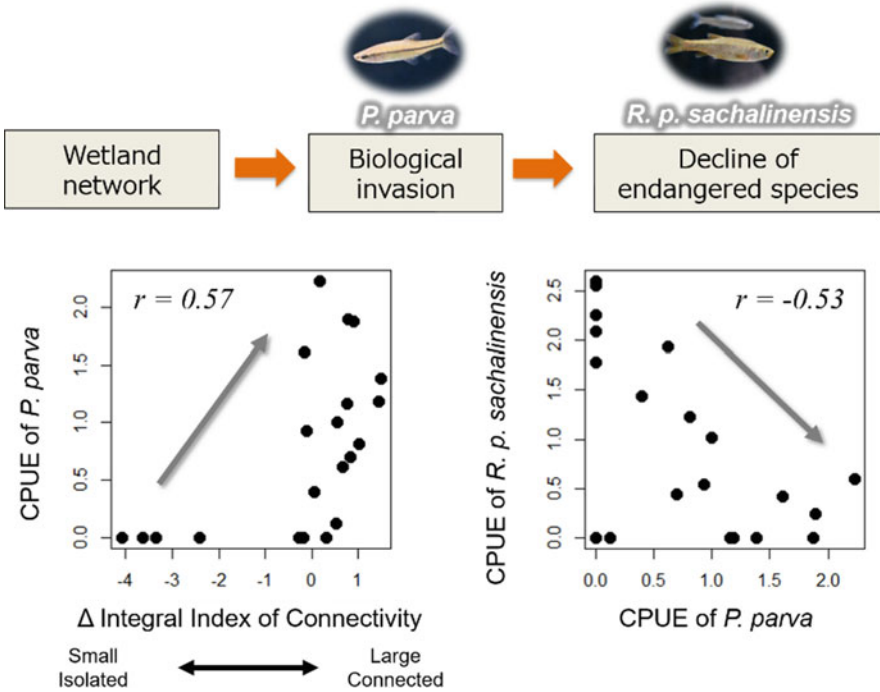 P. parva
R. p. sachalinensis
Wetland
network
Biological
invasion
Decline of
endangered species
r = 0.57
CPUE of P. parva
0.0 0.5 1.0 1.5 2.0
-4 -3 -2 -1 0 1
Δ Integral Index of Connectivity
Small
Isolated
Large
Connected
r = -0.53
CPUE of R. p. sachalinensis
0.0 0.5 1.0 1.5 2.0 2.5
0.0 0.5 1.0 1.5 2.0
CPUE of P. parva